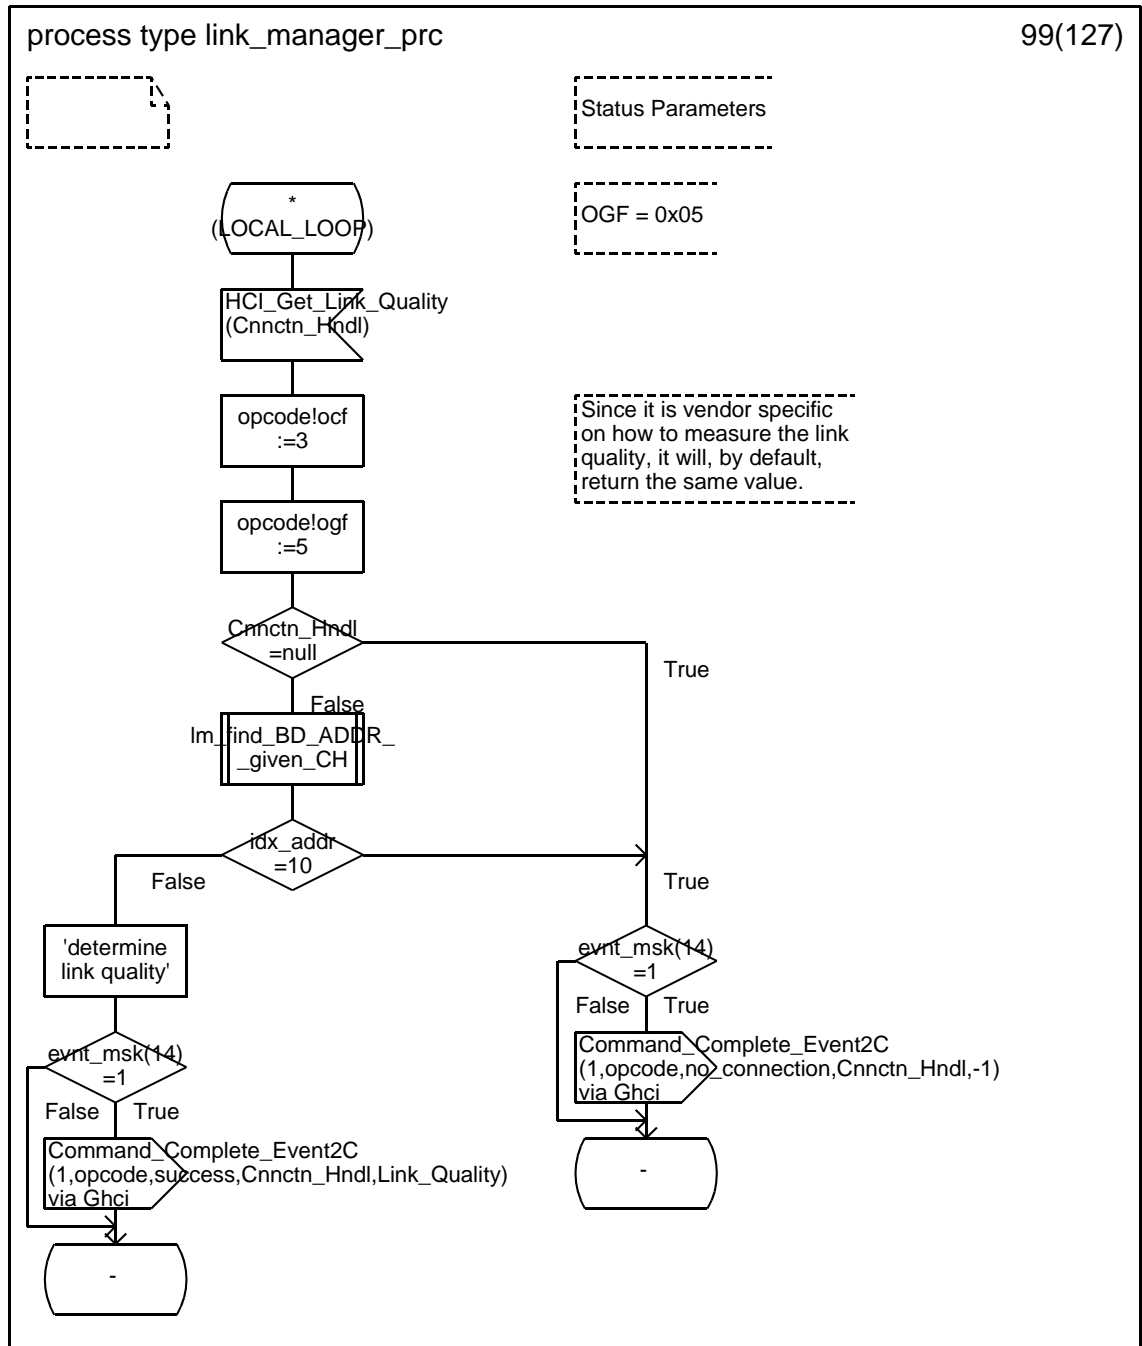 process type link_manager_prc
99(127)
Status Parameters
*
(LOCAL_LOOP)
OGF = 0x05
HCI_Get_Link_Quality
(Cnnctn_Hndl)
opcode!ocf
:=3
Since it is vendor specific
on how to measure the link
quality, it will, by default,
return the same value.
opcode!ogf
:=5
Cnnctn_Hndl
=null
True
False
lm_find_BD_ADDR_
_given_CH
idx_addr
=10
False
True
'determine
link quality'
evnt_msk(14)
=1
False
True
Command_Complete_Event2C
(1,opcode,no_connection,Cnnctn_Hndl,-1)
via Ghci
evnt_msk(14)
=1
False
True
Command_Complete_Event2C
(1,opcode,success,Cnnctn_Hndl,Link_Quality)
via Ghci
-
-